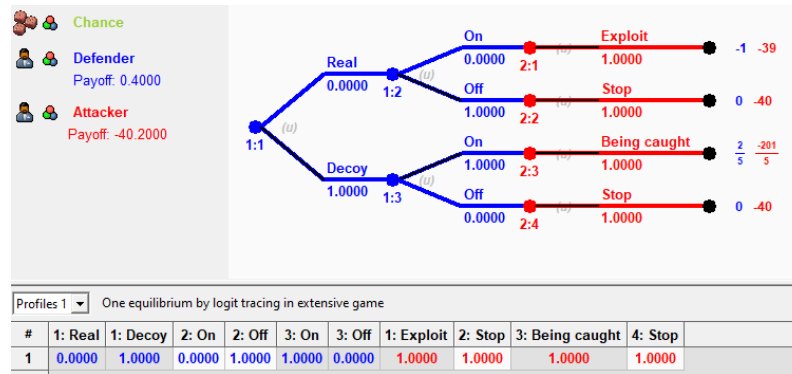 Chance
Defender
Payoff: 0.4000
Attacker
Payoff: -40.2000
1:1
(u)
Real
0.0000
1:2
(u)
Decoy
1.0000
1:3
(u)
On
0.0000
2:1
(u)
Exploit
1.0000
-1 -39
Off
1.0000
2:2
(u)
Stop
1.0000
0 -40
On
1.0000
2:3
(u)
Being caught
1.0000
2/5 -201/5
Off
0.0000
2:4
(u)
Stop
1.0000
0 -40
Profiles 1 One equilibrium by logit tracing in extensive game
# 1: Real 1: Decoy 2: On 2: Off 3: On 3: Off 1: Exploit 2: Stop 3: Being caught 4: Stop
1 0.0000 1.0000 0.0000 1.0000 1.0000 0.0000 1.0000 1.0000 1.0000 1.0000